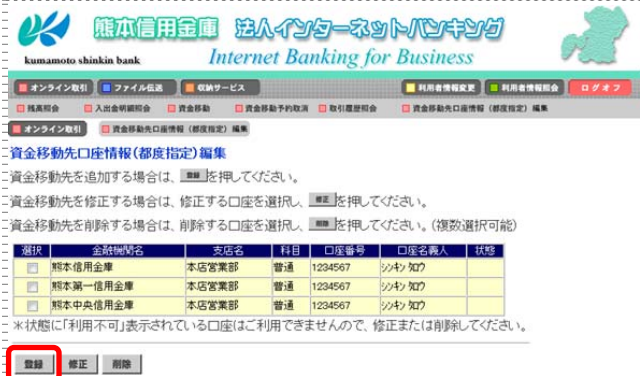 熊本信用金庫 法人インターネットバンキング
kumamoto shinkin bank Internet Banking for Business
オンライン取引 ファイル伝送 収納サービス 利用者情報変更 利用者情報照会 ログオフ
残高照会 入出金明細照会 資金移動 資金移動予約取消 取引履歴照会 資金移動先口座情報(都度指定)編集
オンライン取引 資金移動先口座情報(都度指定)編集
資金移動先口座情報(都度指定)編集
資金移動先を追加する場合は、 登録 を押してください。
資金移動先を修正する場合は、修正する口座を選択し、 修正 を押してください。
資金移動先を削除する場合は、削除する口座を選択し、 削除 を押してください。(複数選択可能)
選択 金融機関名 支店名 科目 口座番号 口座名義人 状態
熊本信用金庫 本店営業部 普通 1234567 シンキン タロウ
熊本第一信用金庫 本店営業部 普通 1234567 シンキン タロウ
熊本中央信用金庫 本店営業部 普通 1234567 シンキン タロウ
*状態に「利用不可」表示されている口座はご利用できませんので、修正または削除してください。
登録 修正 削除